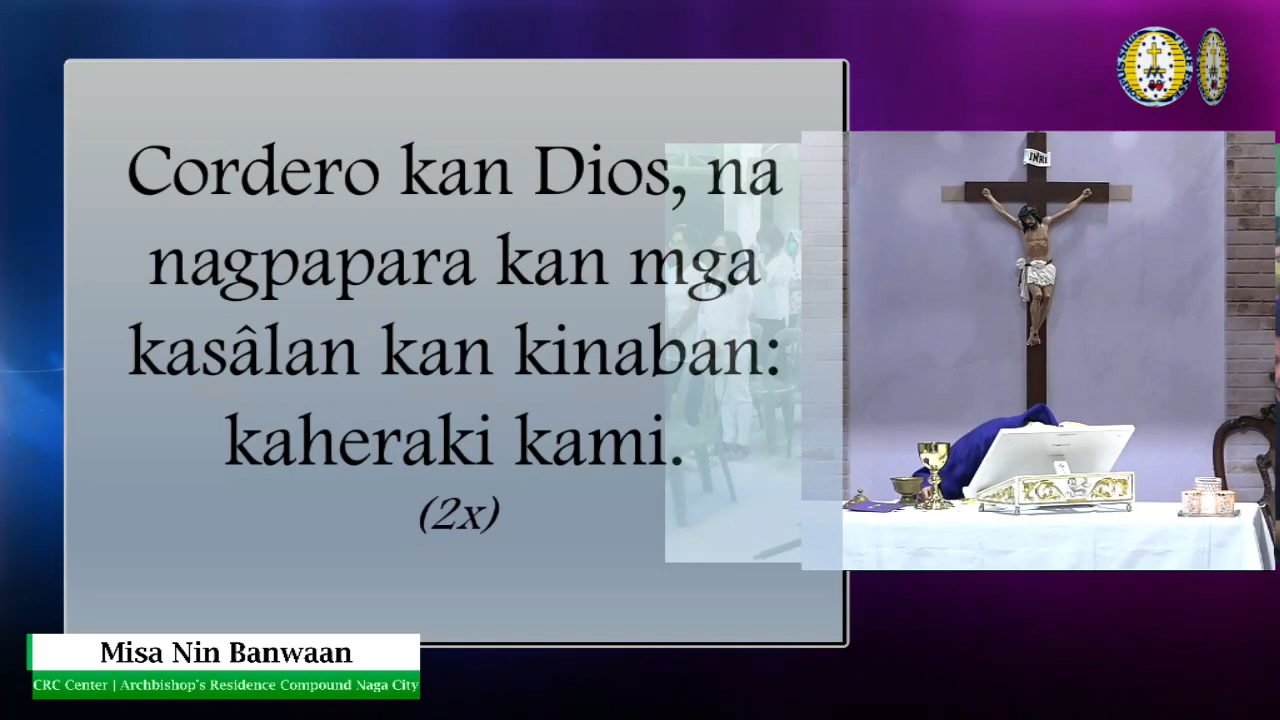 Cordero kan Dios, na
nagpapara kan mga
kasâlan kan kinaban:
kaheraki kami.
(2x)
INRI
Misa Nin Banwaan
CRC Center | Archbishop's Residence Compound Naga City